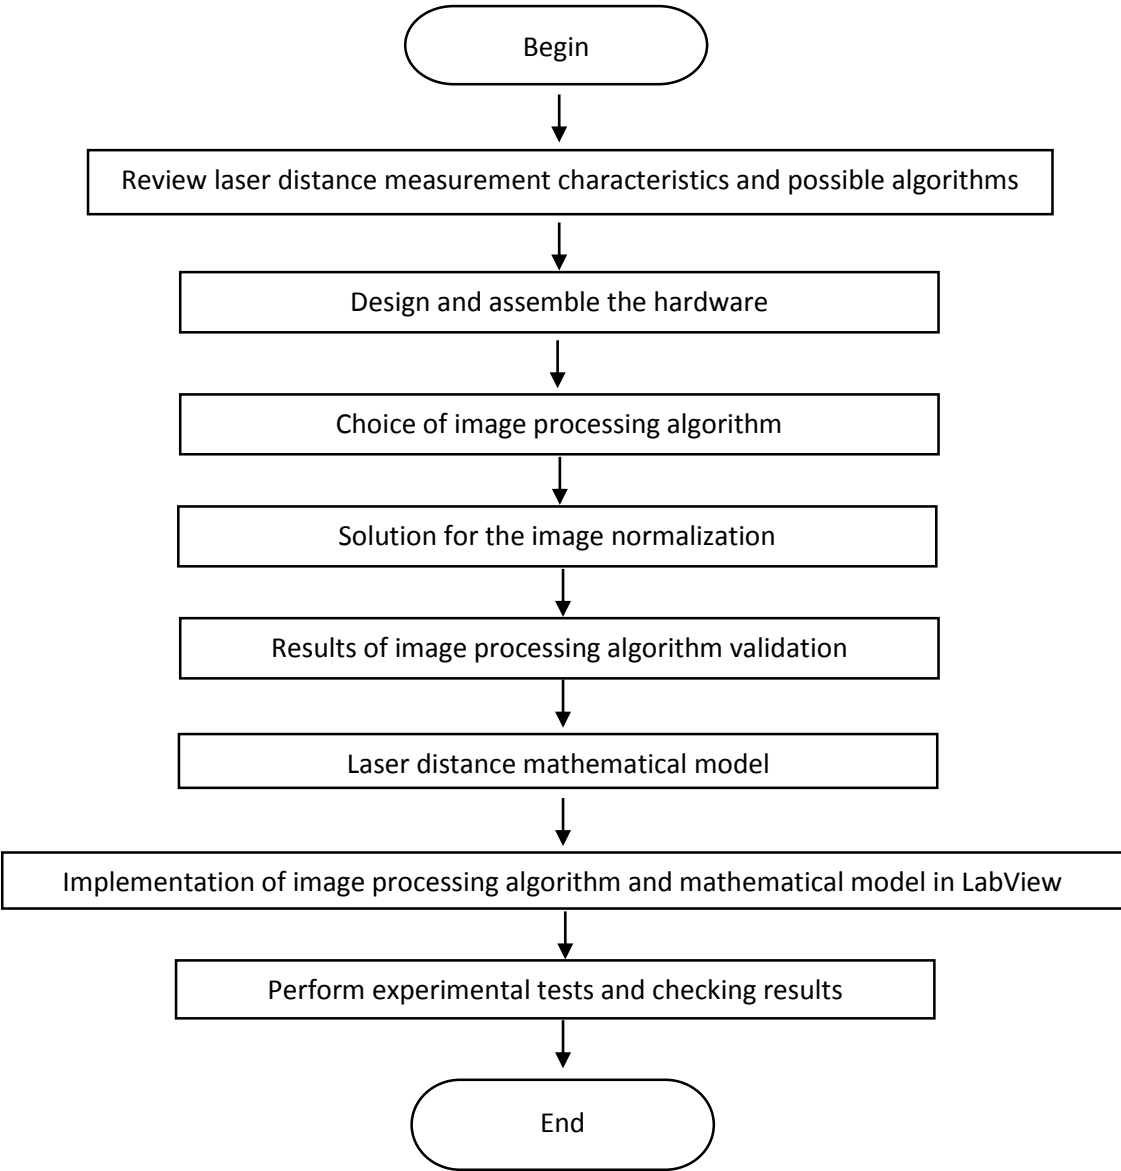 Begin
Review laser distance measurement characteristics and possible algorithms
Design and assemble the hardware
Choice of image processing algorithm
Solution for the image normalization
Results of image processing algorithm validation
Laser distance mathematical model
Implementation of image processing algorithm and mathematical model in LabView
Perform experimental tests and checking results
End